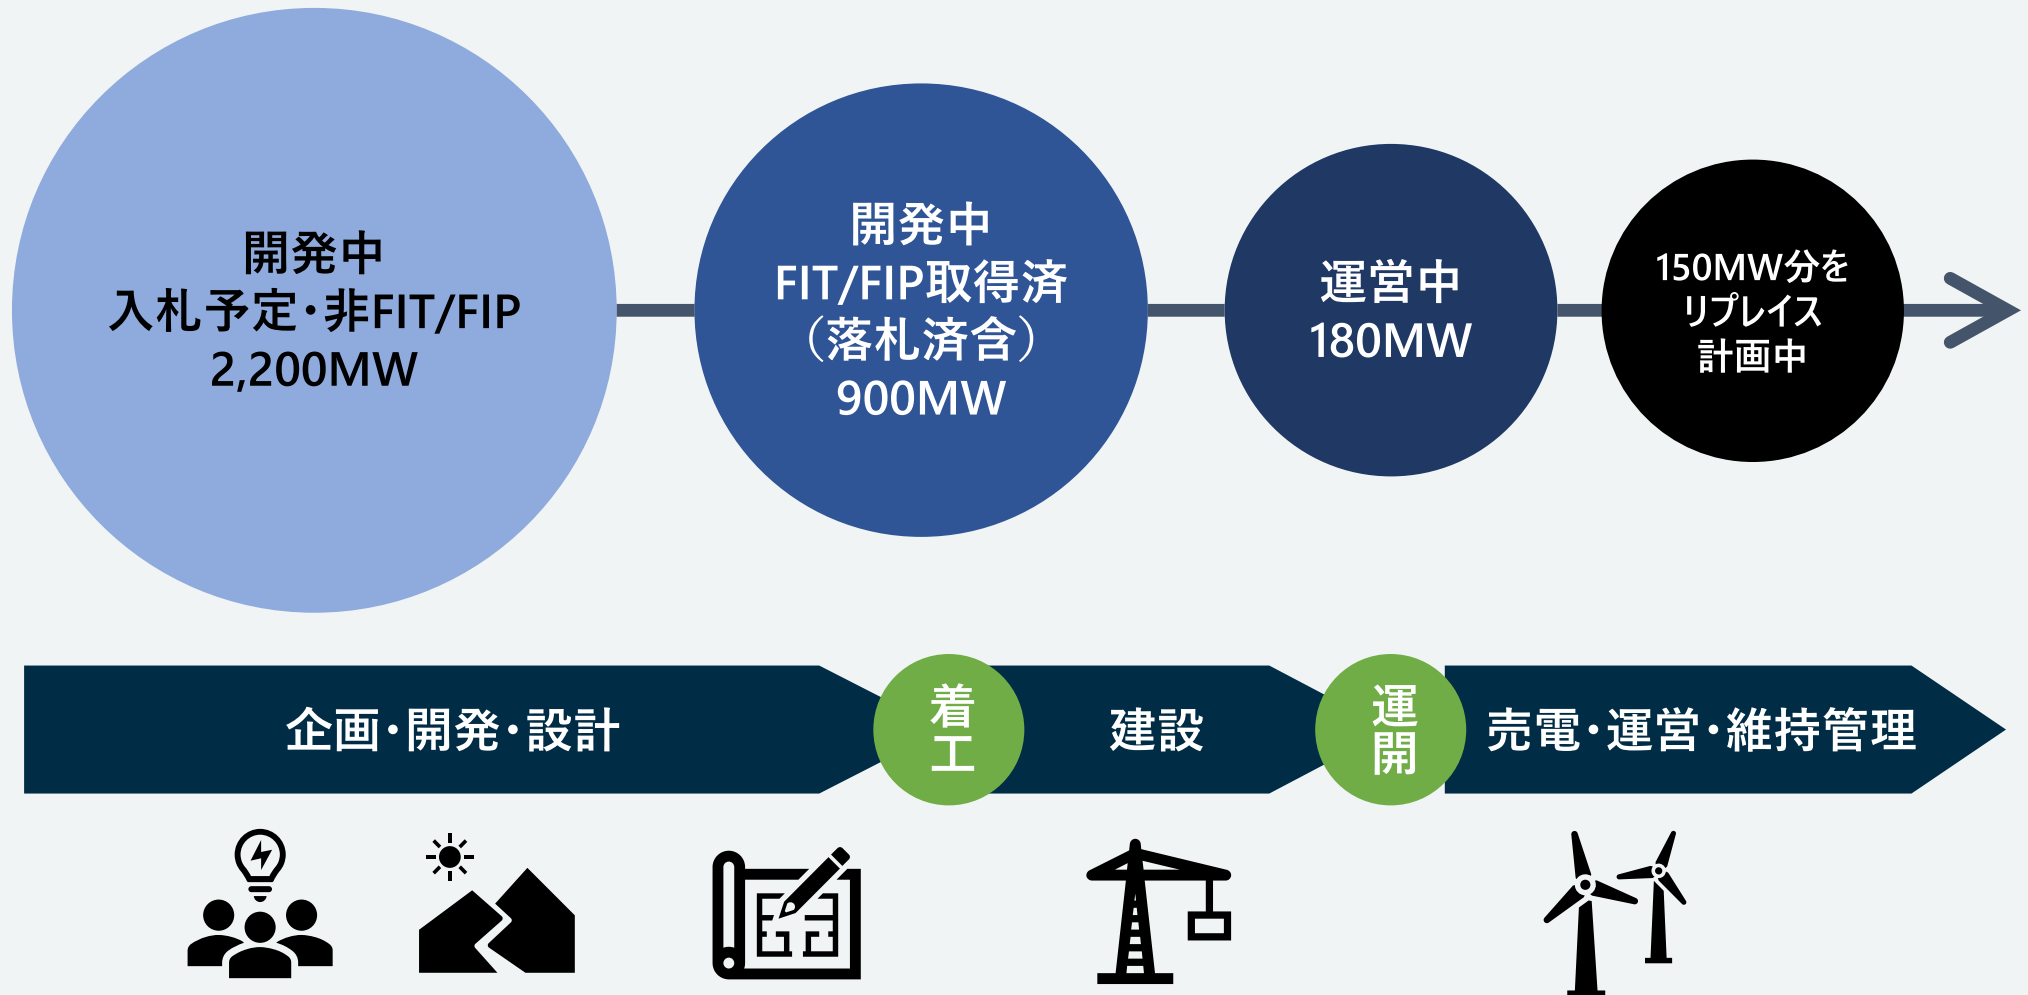 開発中
入札予定・非FIT/FIP
2,200MW
開発中
FIT/FIP取得済
（落札済含）
900MW
運営中
180MW
150MW分を
リプレイス
計画中
企画・開発・設計
着工
建設
運開
売電・運営・維持管理